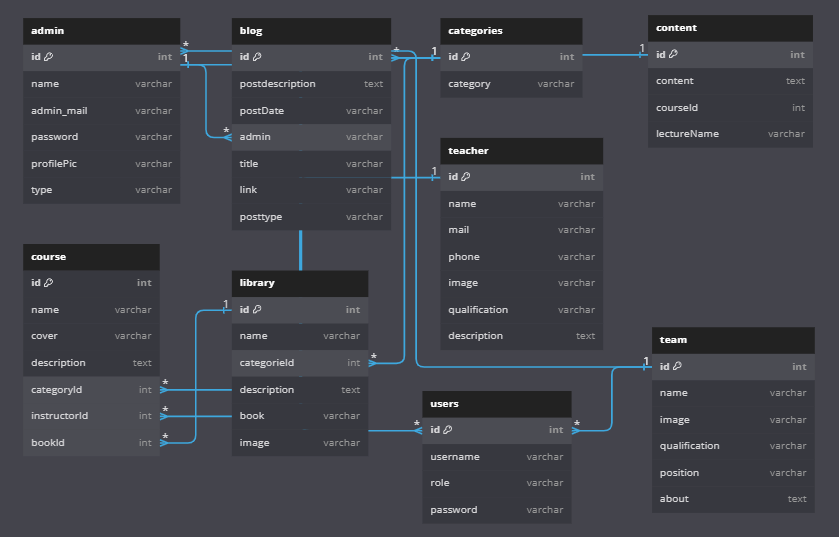 admin
id int
name varchar
admin_mail varchar
password varchar
profilePic varchar
type varchar
blog
id int
postdescription text
postDate varchar
admin varchar
title varchar
link varchar
posttype varchar
categories
id int
category varchar
content
id int
content text
courseId int
lectureName varchar
teacher
id int
name varchar
mail varchar
phone varchar
image varchar
qualification varchar
description text
course
id int
name varchar
cover varchar
description text
categoryId int
instructorId int
bookId int
library
id int
name varchar
categorieId int
description text
book varchar
image varchar
users
id int
username varchar
role varchar
password varchar
team
id int
name varchar
image varchar
qualification varchar
position varchar
about text
*
1
*
*
1
1
1
1
*
*
*
*
*
*
1